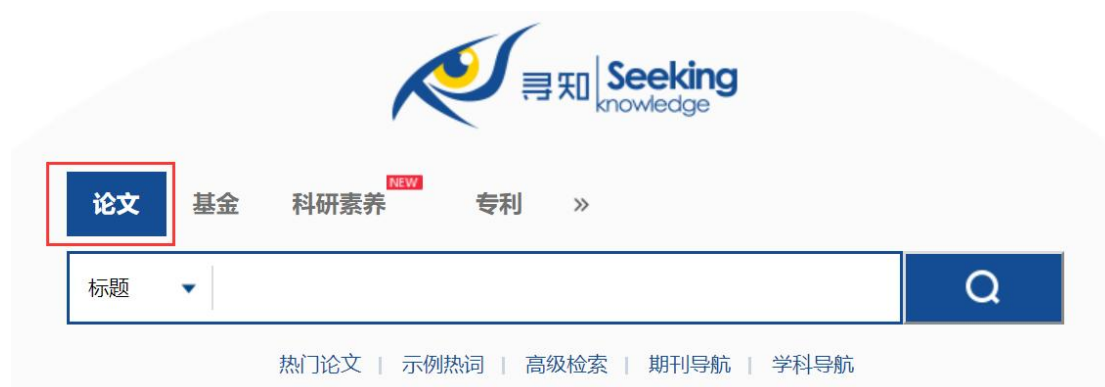 寻知 Seeking
knowledge
论文 基金 科研素养 NEW 专利 »
标题
热门论文 | 示例热词 | 高级检索 | 期刊导航 | 学科导航